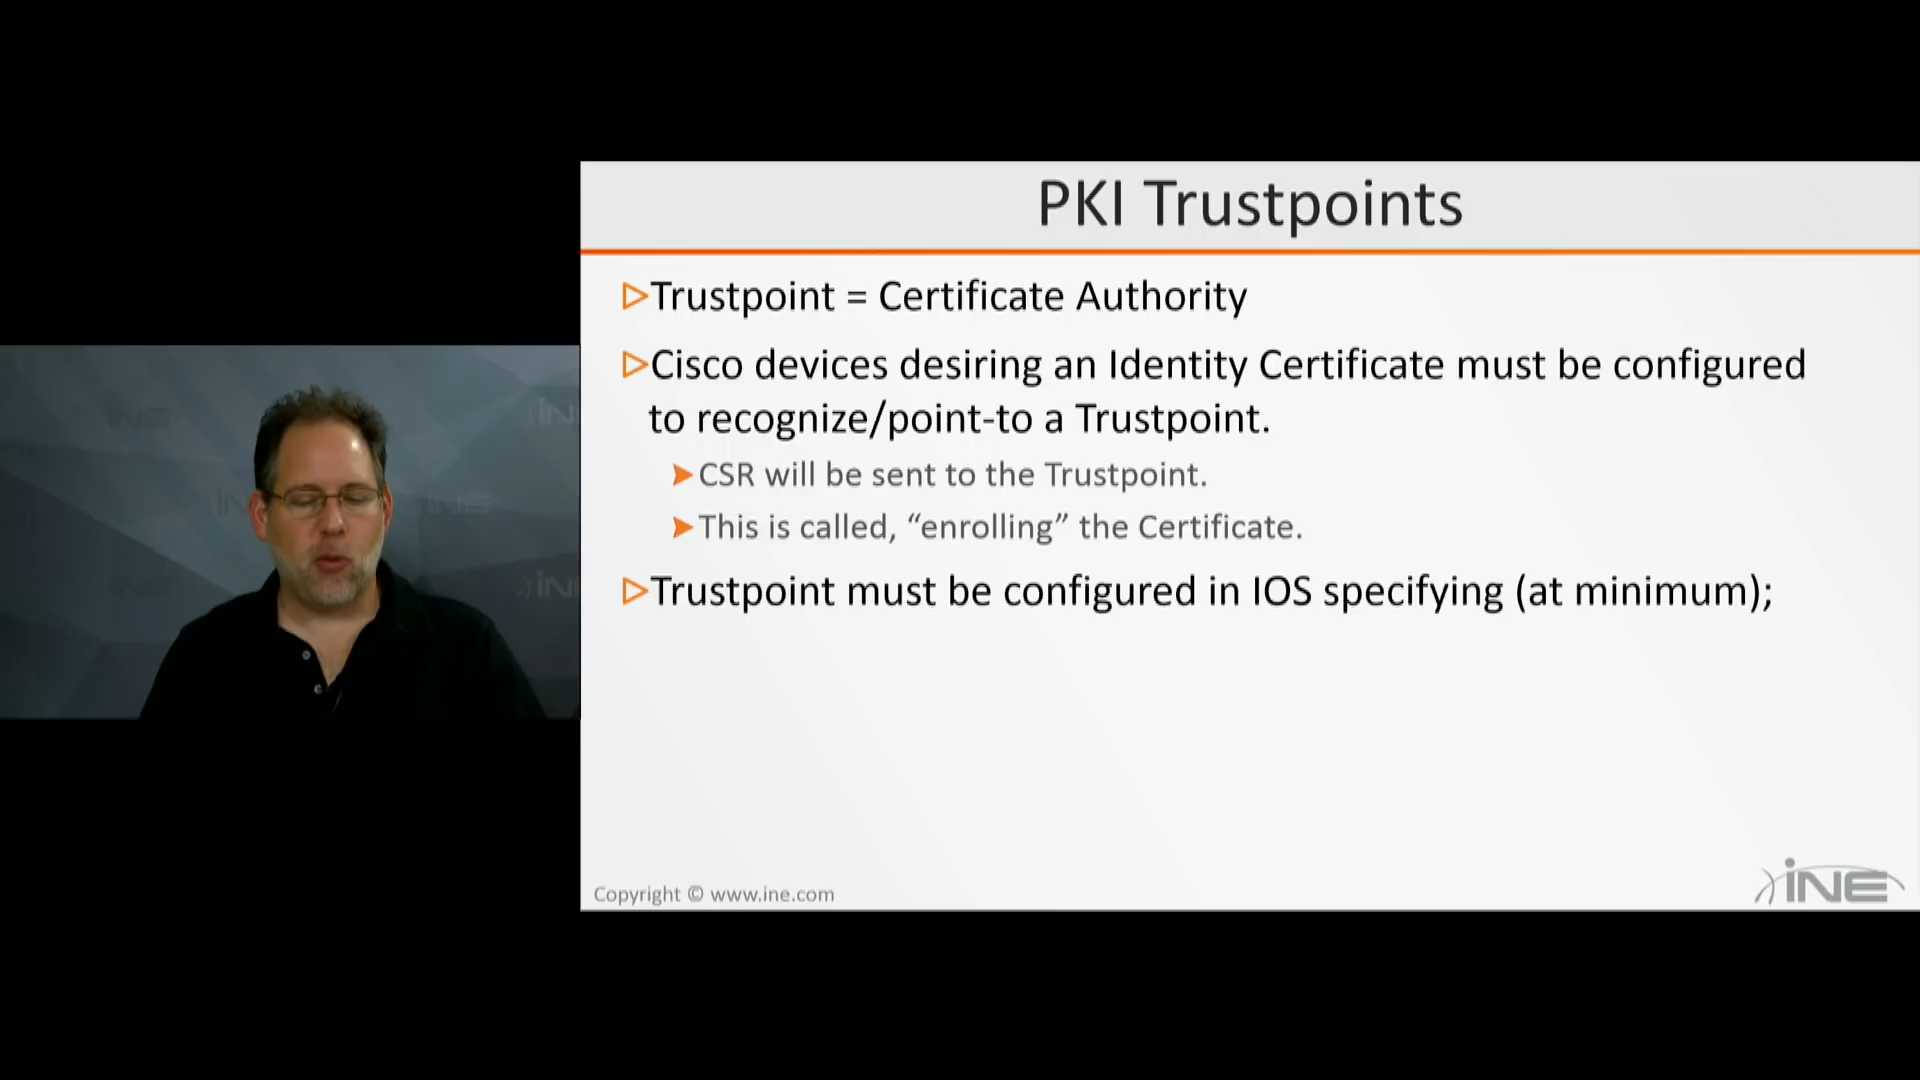 PKI Trustpoints
Trustpoint = Certificate Authority
Cisco devices desiring an Identity Certificate must be configured
to recognize/point-to a Trustpoint.
CSR will be sent to the Trustpoint.
This is called, “enrolling” the Certificate.
Trustpoint must be configured in IOS specifying (at minimum);
Copyright © www.ine.com
iNE